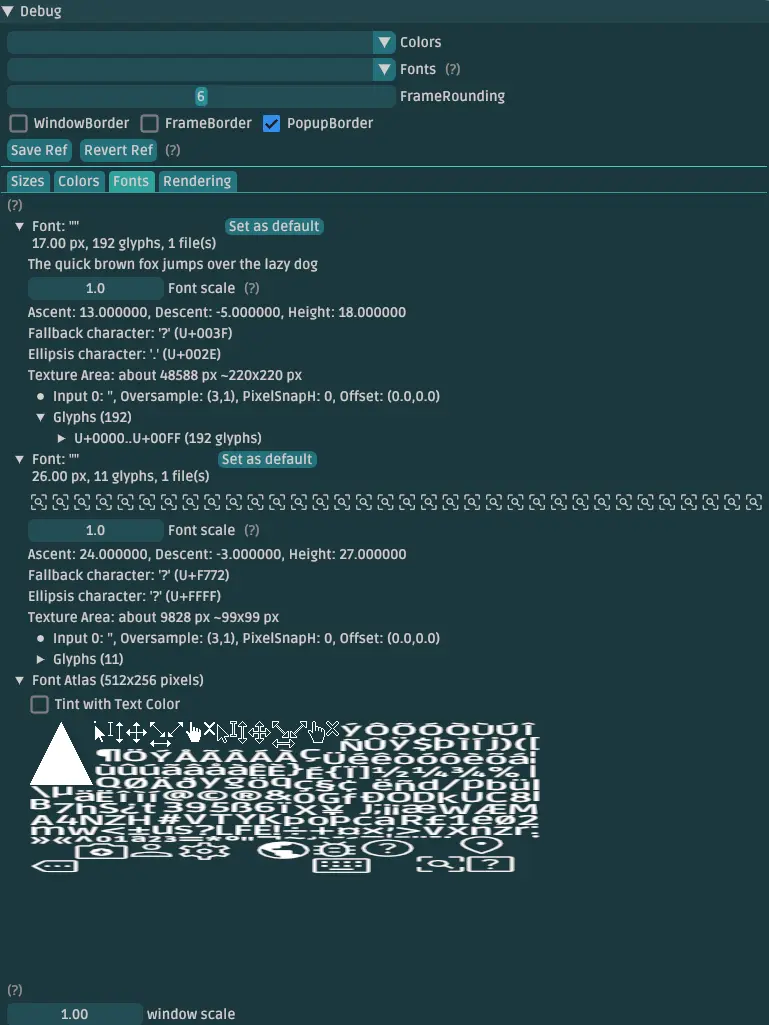 Debug
Colors
Fonts (?)
6 FrameRounding
WindowBorder FrameBorder PopupBorder
Save Ref Revert Ref (?)
Sizes Colors Fonts Rendering
(?)
Font: "" Set as default
17.00 px, 192 glyphs, 1 file(s)
The quick brown fox jumps over the lazy dog
1.0 Font scale (?)
Ascent: 13.000000, Descent: -5.000000, Height: 18.000000
Fallback character: '?' (U+003F)
Ellipsis character: '.' (U+002E)
Texture Area: about 48588 px ~220x220 px
Input 0: '', Oversample: (3,1), PixelSnapH: 0, Offset: (0.0,0.0)
Glyphs (192)
U+0000..U+00FF (192 glyphs)
Font: "" Set as default
26.00 px, 11 glyphs, 1 file(s)
1.0 Font scale (?)
Ascent: 24.000000, Descent: -3.000000, Height: 27.000000
Fallback character: '?' (U+F772)
Ellipsis character: '?' (U+FFFF)
Texture Area: about 9828 px ~99x99 px
Input 0: '', Oversample: (3,1), PixelSnapH: 0, Offset: (0.0,0.0)
Glyphs (11)
Font Atlas (512x256 pixels)
Tint with Text Color
(?)
1.00 window scale